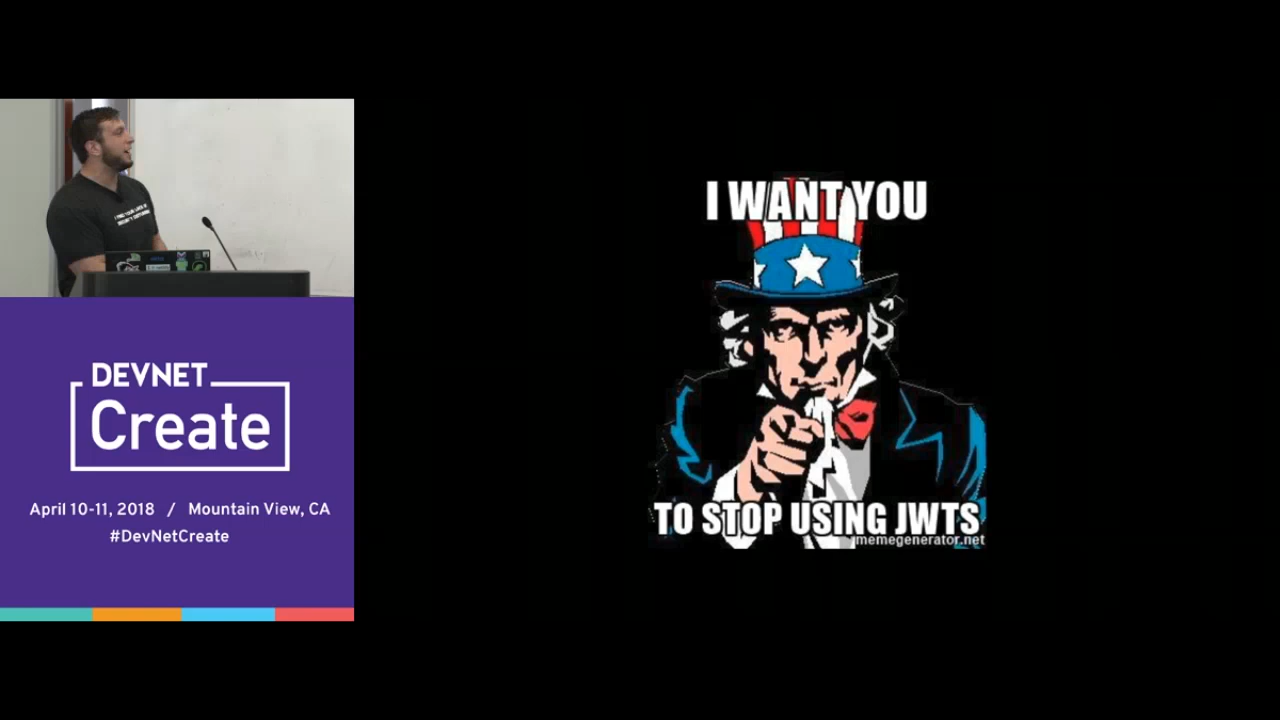 I WANT YOU
TO STOP USING JWTS
memegenerator.net
DEVNET
Create
April 10-11, 2018 / Mountain View, CA
#DevNetCreate